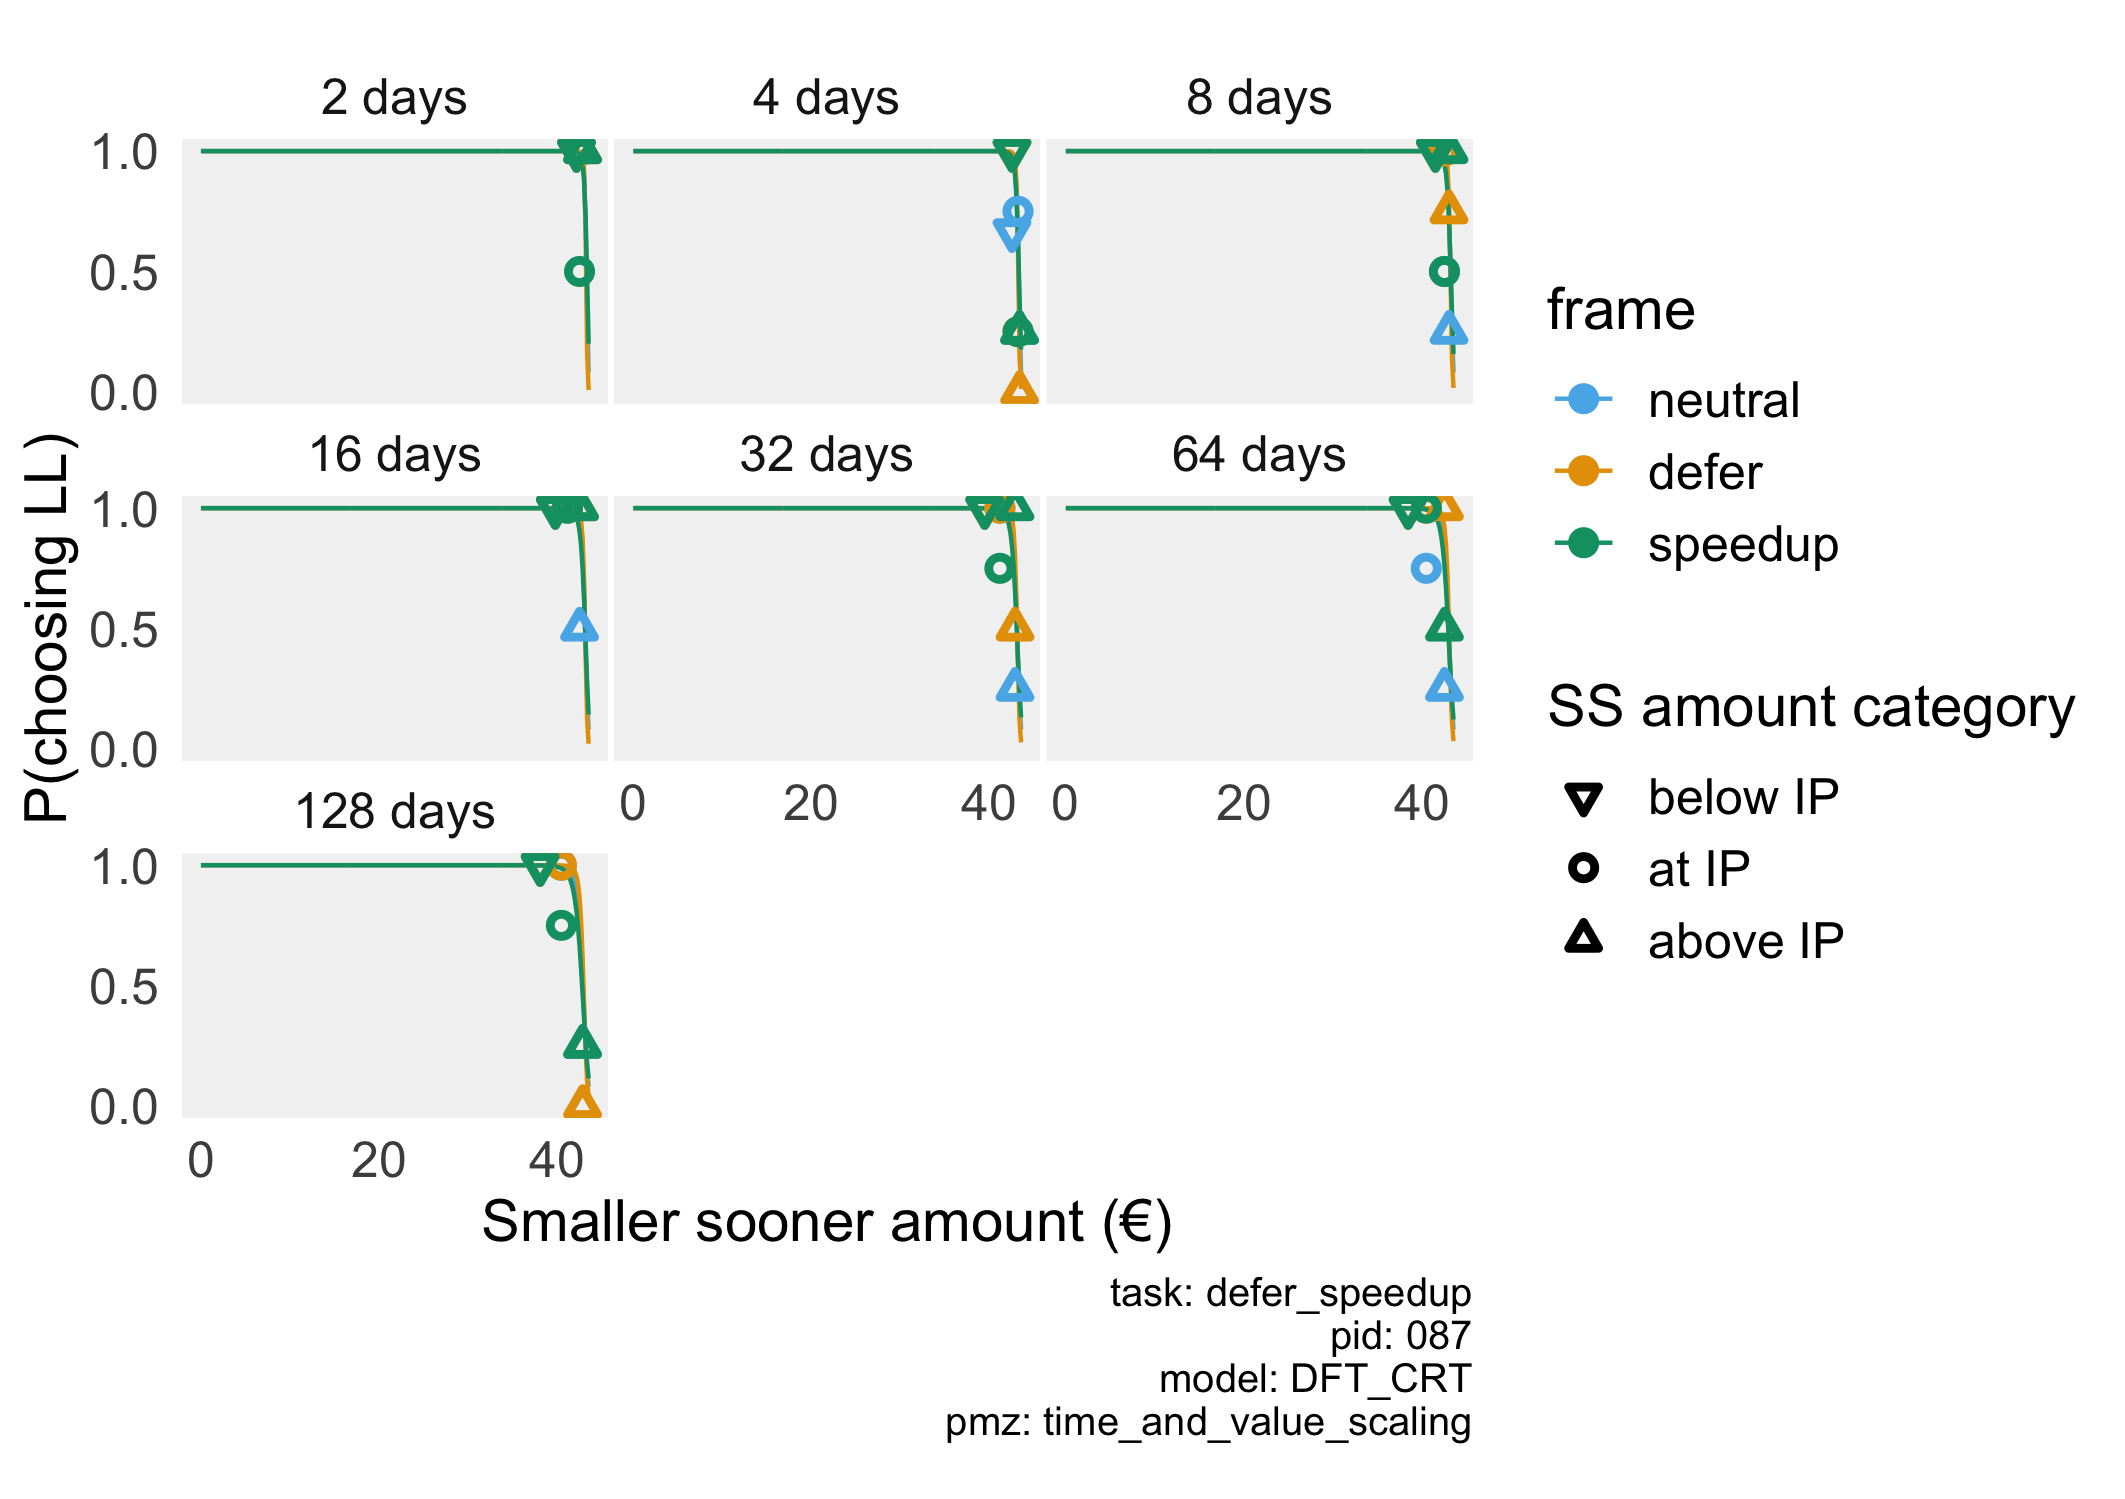 2 days
4 days
8 days
1.0
0.5
0.0
16 days
32 days
64 days
1.0
0.5
0.0
0 20 40
0 20 40
128 days
1.0
0.5
0.0
0 20 40
P(choosing LL)
Smaller sooner amount (€)
frame
neutral
defer
speedup
SS amount category
below IP
at IP
above IP
task: defer_speedup
pid: 087
model: DFT_CRT
pmz: time_and_value_scaling